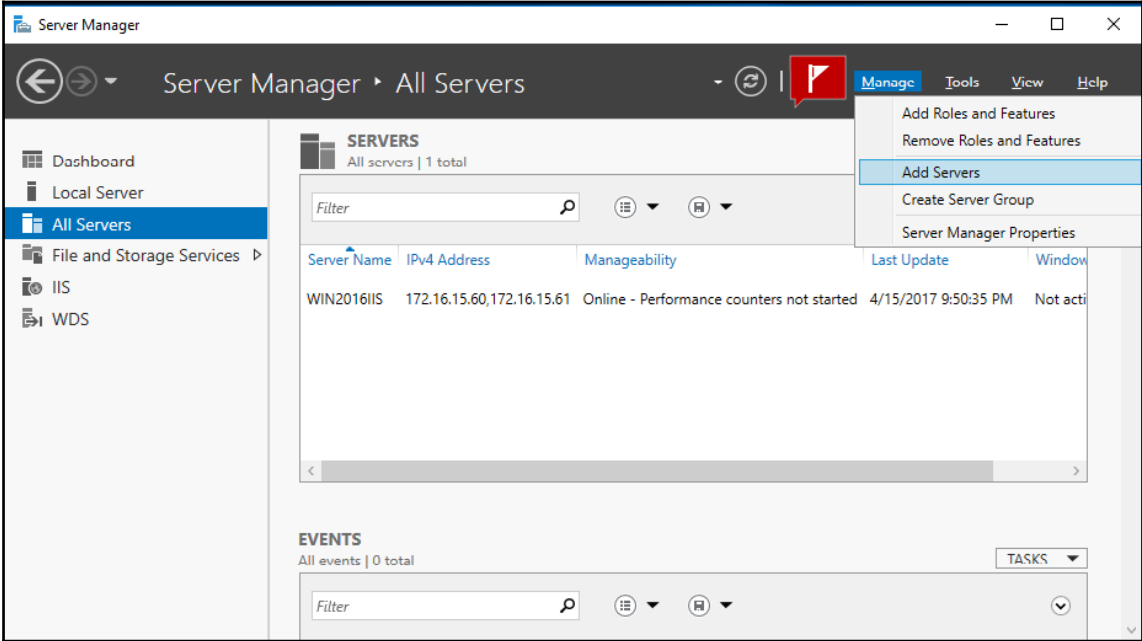 Server Manager
Server Manager ‣ All Servers
Manage Tools View Help
Add Roles and Features
Remove Roles and Features
Add Servers
Create Server Group
Server Manager Properties
Dashboard
Local Server
All Servers
File and Storage Services
IIS
WDS
SERVERS
All servers | 1 total
Filter
Server Name IPv4 Address Manageability Last Update Window
WIN2016IIS 172.16.15.60,172.16.15.61 Online - Performance counters not started 4/15/2017 9:50:35 PM Not acti
EVENTS
All events | 0 total
TASKS
Filter